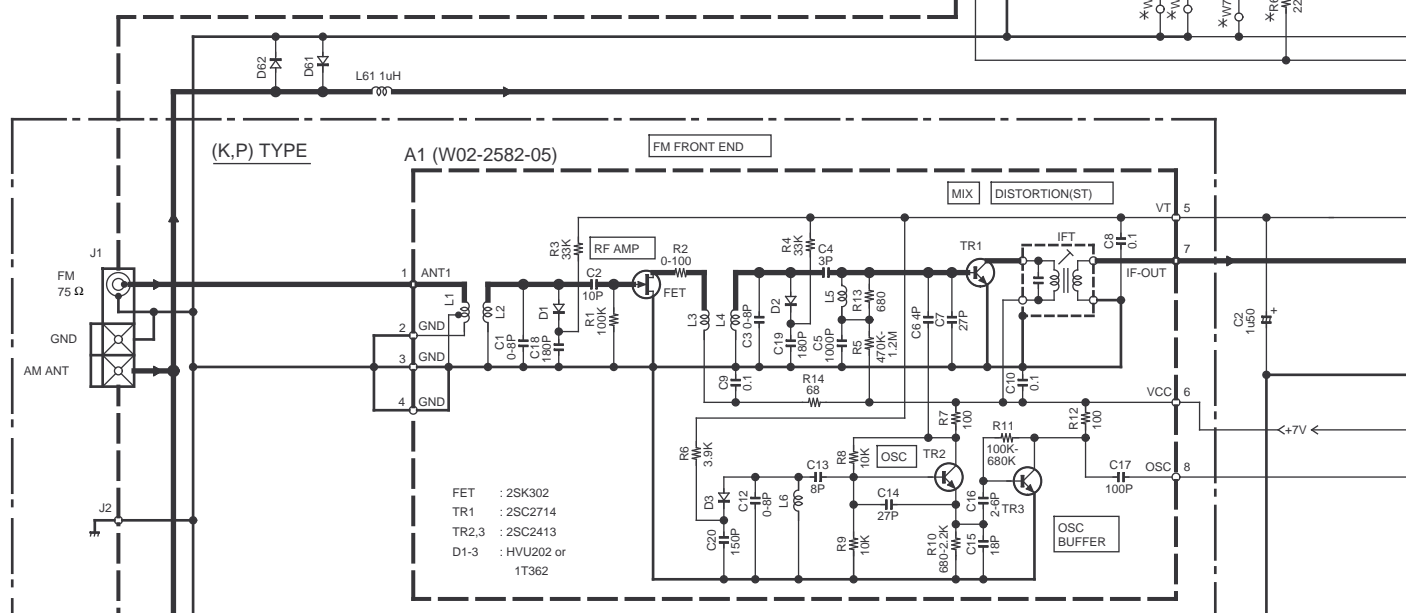 D62
D61
L61 1uH
(K,P) TYPE
A1 (W02-2582-05)
FM FRONT END
MIX
DISTORTION(ST)
VT 5
J1
FM
75 Ω
GND
AM ANT
J2
1 ANT1
2 GND
3 GND
4 GND
L1
L2
C1
0-8P
C18
180P
D1
R3
33K
C2
10P
R1
100K
RF AMP
FET
R2
0-100
L3
L4
C3 0-8P
D2
C19
180P
R4
33K
C4
3P
L5
C5
1000P
R13
680
R5
470K-
1.2M
C6 4P
C7
27P
TR1
IFT
C8
0.1
7
IF-OUT
C2
1u50
+
C9
0.1
R14
68
C10
0.1
VCC 6
R6
3.9K
D3
C20
150P
C12
0-8P
L6
C13
8P
R8
10K
R9
10K
OSC
C14
27P
TR2
R7
100
R10
680-2.2K
C15
18P
C16
2-6P
R11
100K-
680K
TR3
R12
100
C17
100P
OSC 8
+7V
OSC
BUFFER
FET : 2SK302
TR1 : 2SC2714
TR2,3 : 2SC2413
D1-3 : HVU202 or
1T362